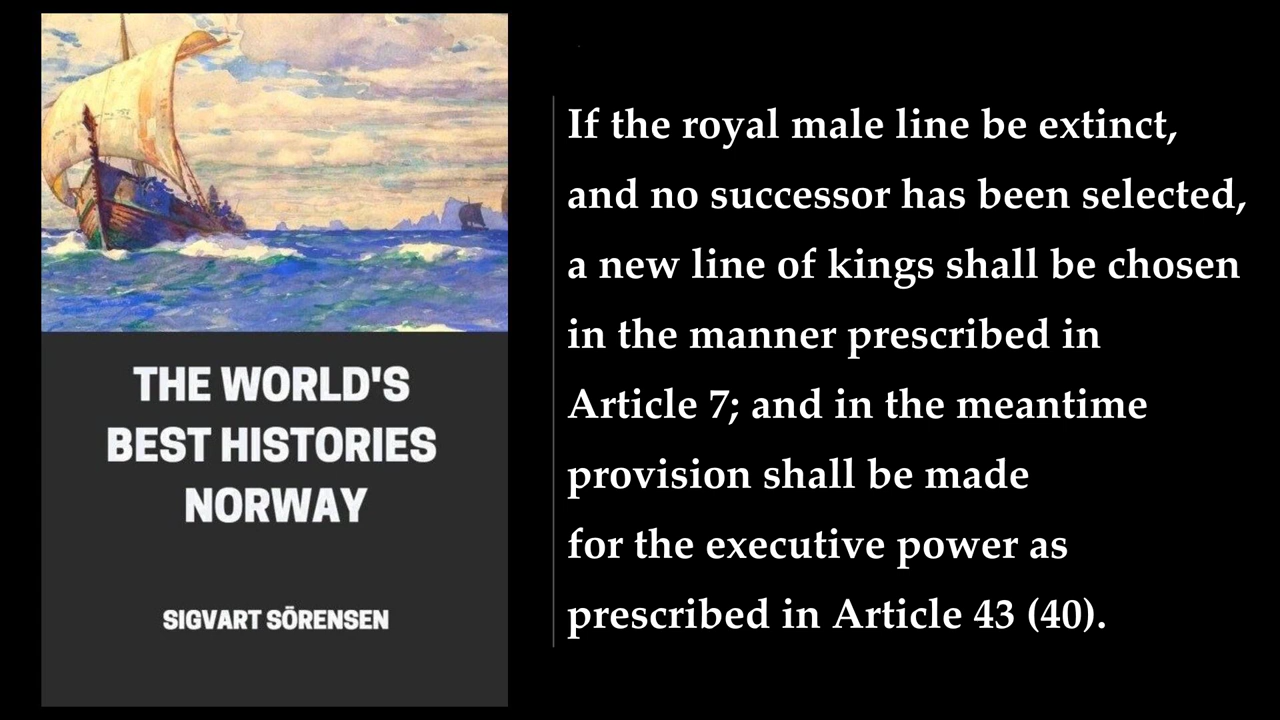 THE WORLD'S
BEST HISTORIES
NORWAY
SIGVART SÖRENSEN
If the royal male line be extinct,
and no successor has been selected,
a new line of kings shall be chosen
in the manner prescribed in
Article 7; and in the meantime
provision shall be made
for the executive power as
prescribed in Article 43 (40).